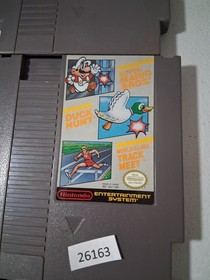 SUPER
MARIO
BROS.
DUCK
HUNT
WORLD CLASS
TRACK
MEET
Nintendo
ENTERTAINMENT
SYSTEM
26163